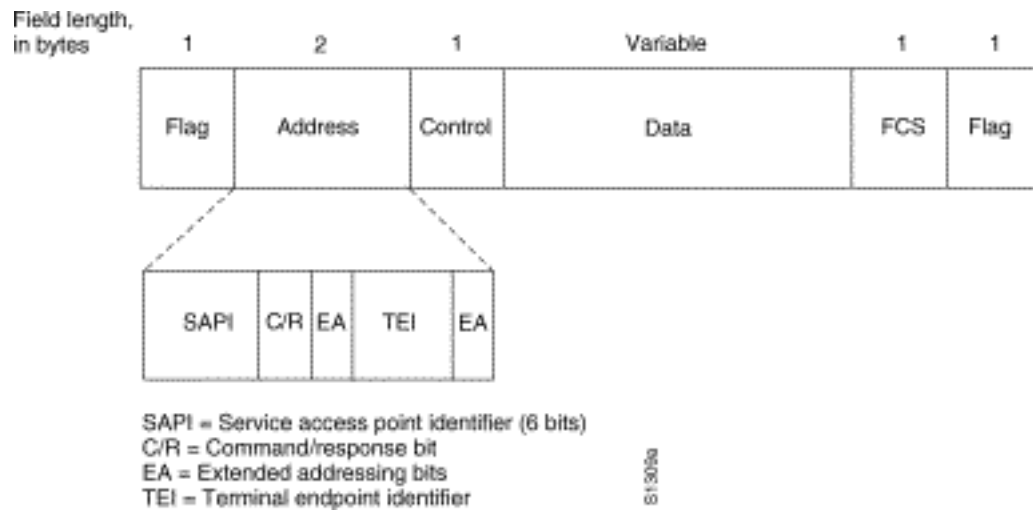 Field length,
in bytes 1 2 1 Variable 1 1
Flag Address Control Data FCS Flag
SAPI C/R EA TEI EA
SAPI = Service access point identifier (6 bits)
C/R = Command/response bit
EA = Extended addressing bits
TEI = Terminal endpoint identifier
S1309a